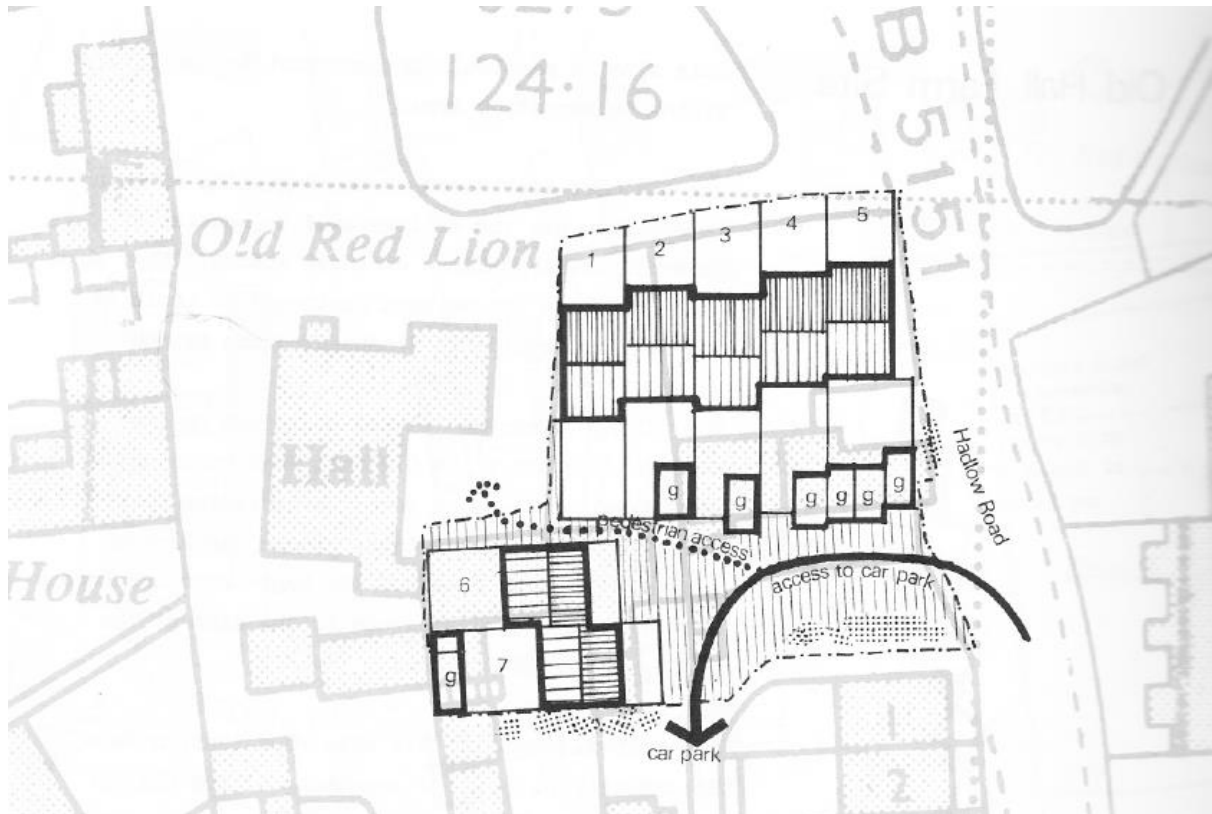 124·16
B 5151
Old Red Lion
1
2
3
4
5
Hall
g
g
g
g
g
g
Hadlow Road
pedestrian access
access to car park
House
6
7
g
car park
1
2